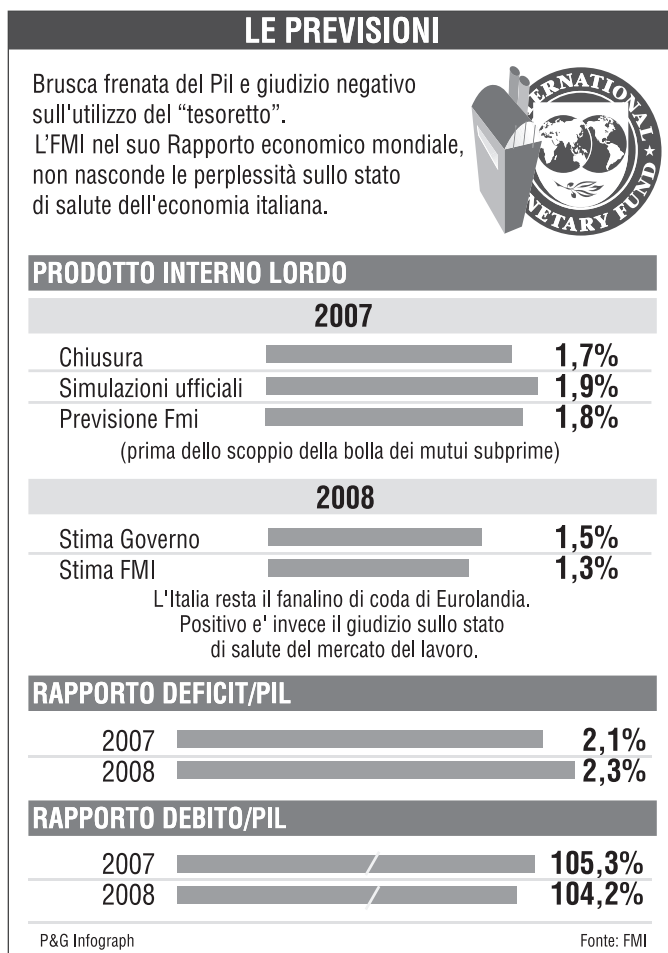 LE PREVISIONI
Brusca frenata del Pil e giudizio negativo
sull'utilizzo del “tesoretto”.
L'FMI nel suo Rapporto economico mondiale,
non nasconde le perplessità sullo stato
di salute dell'economia italiana.
INTERNATIONAL
MONETARY FUND
PRODOTTO INTERNO LORDO
2007
Chiusura 1,7%
Simulazioni ufficiali 1,9%
Previsione Fmi 1,8%
(prima dello scoppio della bolla dei mutui subprime)
2008
Stima Governo 1,5%
Stima FMI 1,3%
L'Italia resta il fanalino di coda di Eurolandia.
Positivo e' invece il giudizio sullo stato
di salute del mercato del lavoro.
RAPPORTO DEFICIT/PIL
2007 2,1%
2008 2,3%
RAPPORTO DEBITO/PIL
2007 105,3%
2008 104,2%
P&G Infograph Fonte: FMI